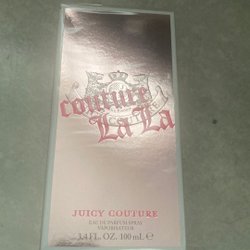 couture
La La
JUICY COUTURE
EAU DE PARFUM SPRAY
VAPORISATEUR
3.4 FL. OZ. 100 mL ℮